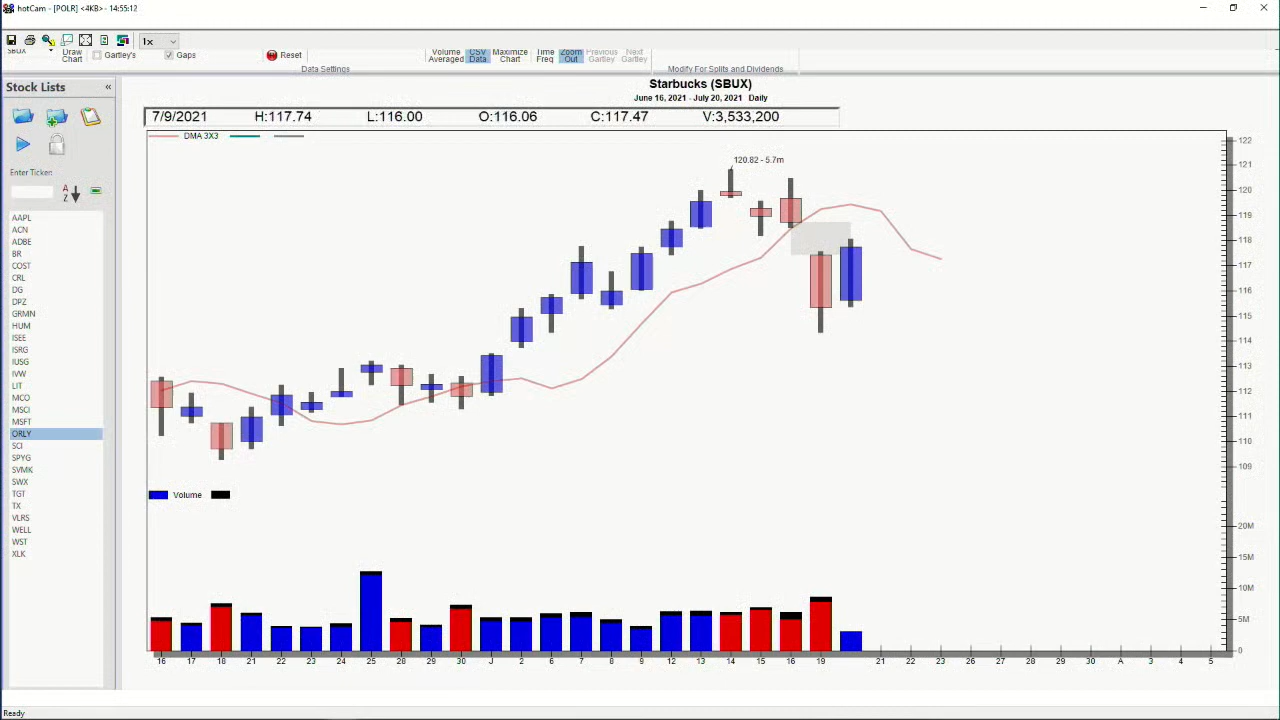 hotCam - [POLR] <4KB> - 14:55:12
1x
SBUX
Draw Chart
Gartley's
Gaps
Reset
Volume Averaged
CSV Data
Maximize Chart
Time Freq
Zoom Out
Previous Gartley
Next Gartley
Data Settings
Modify For Splits and Dividends
Stock Lists «
Starbucks (SBUX)
June 16, 2021 - July 20, 2021 Daily
7/9/2021 H:117.74 L:116.00 O:116.06 C:117.47 V:3,533,200
DMA 3X3
120.82 - 5.7m
Enter Ticker:
A
Z
AAPL
ACN
ADBE
BR
COST
CRL
DG
DPZ
GRMN
HUM
ISEE
ISRG
IUSG
IVW
LIT
MCO
MSCI
MSFT
ORLY
SCI
SPYG
SVMK
SWX
TGT
TX
VLRS
WELL
WST
XLK
122
121
120
119
118
117
116
115
114
113
112
111
110
109
Volume
20M
15M
10M
5M
0
16 17 18 21 22 23 24 25 28 29 30 J 2 6 7 8 9 12 13 14 15 16 19 21 22 23 26 27 28 29 30 A 3 4 5
Ready